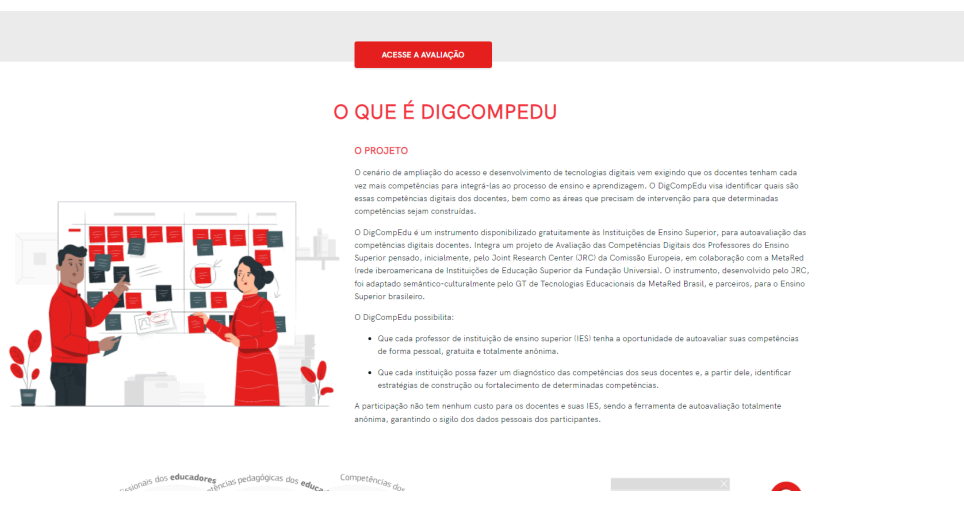 ACESSE A AVALIAÇÃO
O QUE É DIGCOMPEDU
O PROJETO
O cenário de ampliação do acesso e desenvolvimento de tecnologias digitais vem exigindo que os docentes tenham cada
vez mais competências para integrá-las ao processo de ensino e aprendizagem. O DigCompEdu visa identificar quais são
essas competências digitais dos docentes, bem como as áreas que precisam de intervenção para que determinadas
competências sejam construídas.
O DigCompEdu é um instrumento disponibilizado gratuitamente às Instituições de Ensino Superior, para autoavaliação das
competências digitais docentes. Integra um projeto de Avaliação das Competências Digitais dos Professores do Ensino
Superior pensado, inicialmente, pelo Joint Research Center (JRC) da Comissão Europeia, em colaboração com a MetaRed
(rede iberoamericana de Instituições de Educação Superior da Fundação Universia). O instrumento, desenvolvido pelo JRC,
foi adaptado semântico-culturalmente pelo GT de Tecnologias Educacionais da MetaRed Brasil, e parceiros, para o Ensino
Superior brasileiro.
O DigCompEdu possibilita:
• Que cada professor de instituição de ensino superior (IES) tenha a oportunidade de autoavaliar suas competências
de forma pessoal, gratuita e totalmente anônima.
• Que cada instituição possa fazer um diagnóstico das competências dos seus docentes e, a partir dele, identificar
estratégias de construção ou fortalecimento de determinadas competências.
A participação não tem nenhum custo para os docentes e suas IES, sendo a ferramenta de autoavaliação totalmente
anônima, garantindo o sigilo dos dados pessoais dos participantes.
dos educadores
pedagógicas dos
Competências dos